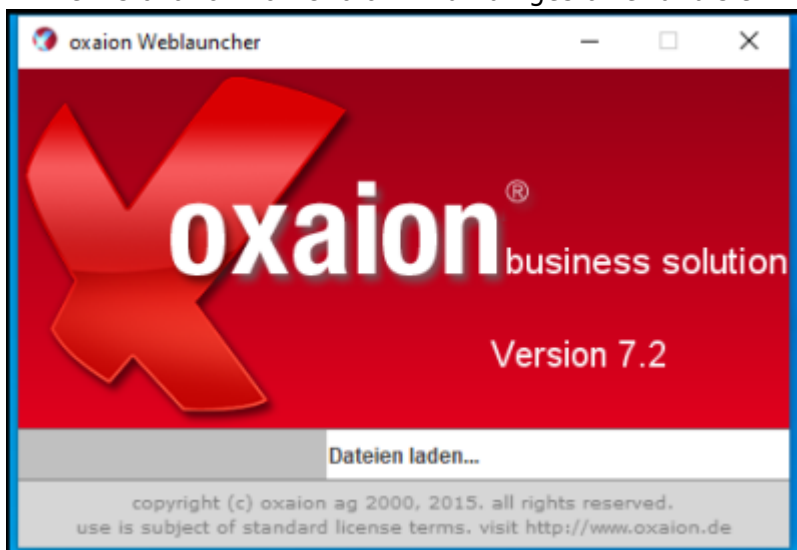 oxaion Weblauncher
oxaion® business solution
Version 7.2
Dateien laden...
copyright (c) oxaion ag 2000, 2015. all rights reserved.
use is subject of standard license terms. visit http://www.oxaion.de